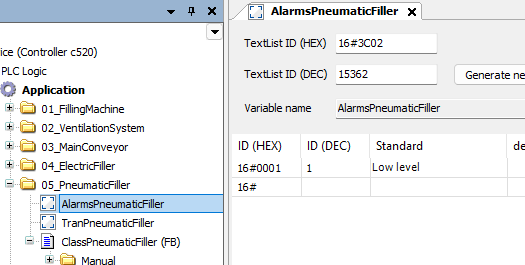 ice (Controller c520)
PLC Logic
Application
01_FillingMachine
02_VentilationSystem
03_MainConveyor
04_ElectricFiller
05_PneumaticFiller
AlarmsPneumaticFiller
TranPneumaticFiller
ClassPneumaticFiller (FB)
Manual
AlarmsPneumaticFiller
TextList ID (HEX) 16#3C02
TextList ID (DEC) 15362 Generate ne
Variable name AlarmsPneumaticFiller
ID (HEX) ID (DEC) Standard de
16#0001 1 Low level
16#